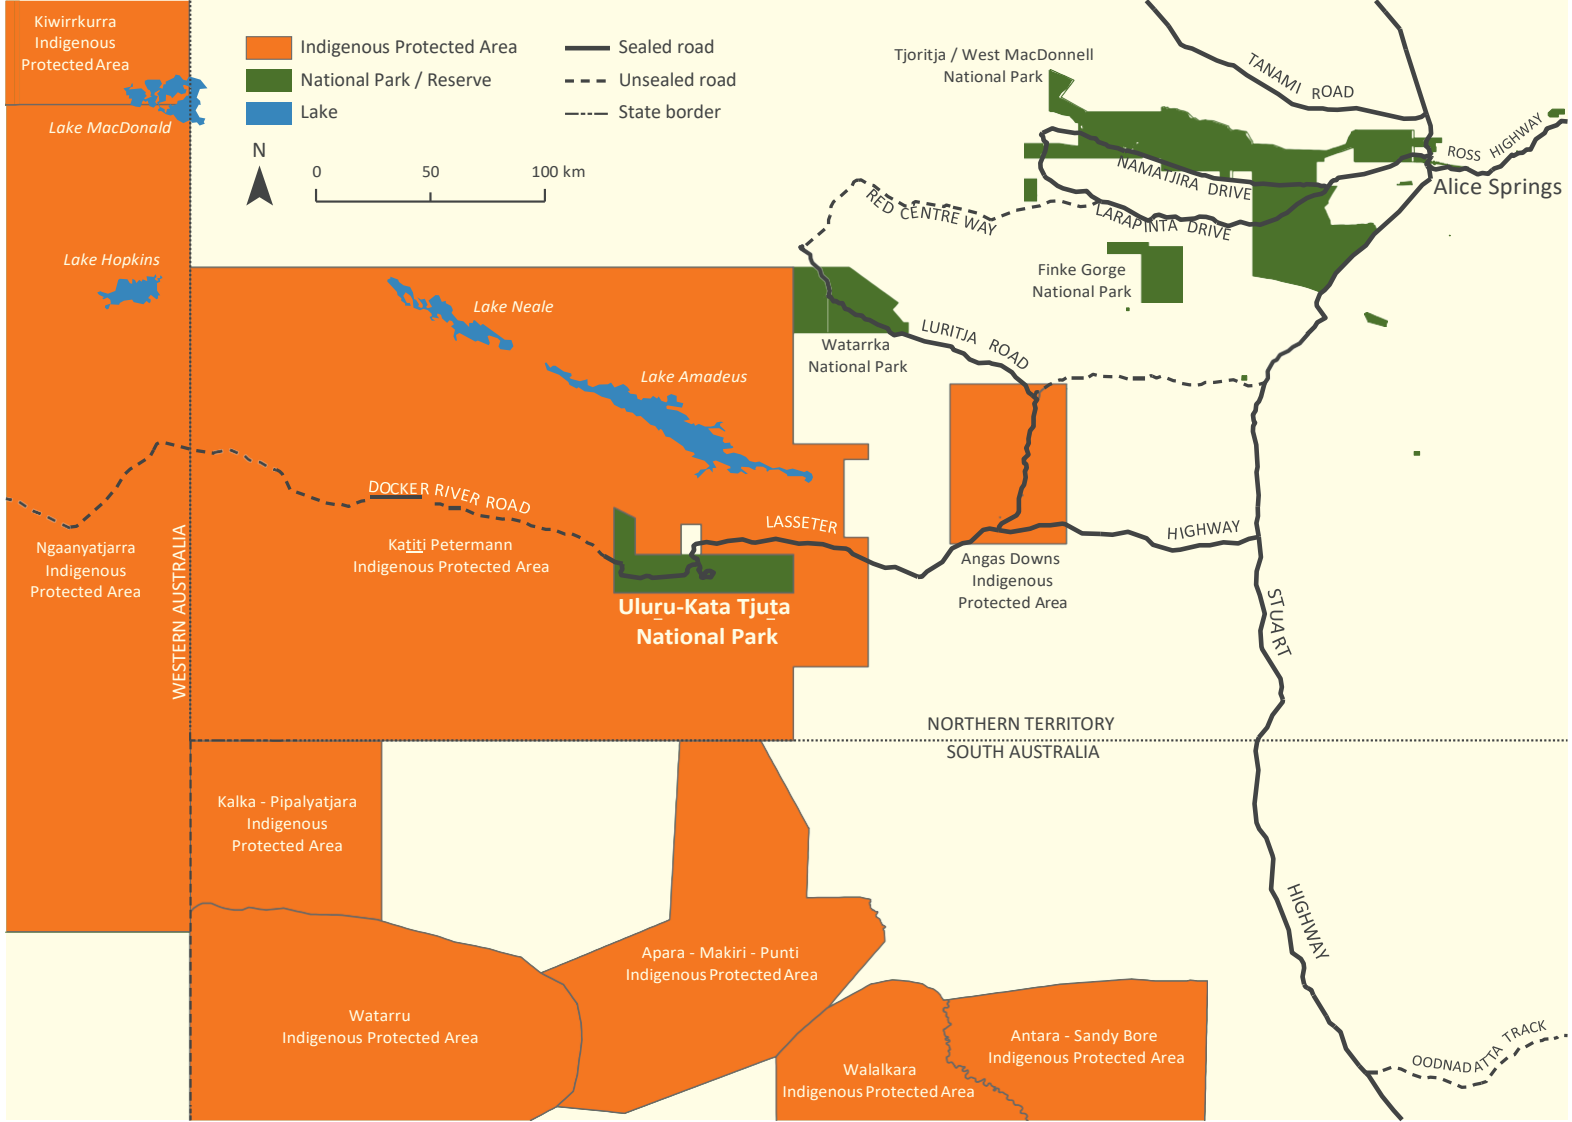 Kiwirrkurra
Indigenous
Protected Area
Lake MacDonald
Indigenous Protected Area
National Park / Reserve
Lake
Sealed road
Unsealed road
State border
N
0
50
100 km
Tjoritja / West MacDonnell
National Park
TANAMI ROAD
ROSS HIGHWAY
Alice Springs
NAMATJIRA DRIVE
LARAPINTA DRIVE
RED CENTRE WAY
Lake Hopkins
Lake Neale
Finke Gorge
National Park
LURITJA ROAD
Watarrka
National Park
Lake Amadeus
DOCKER RIVER ROAD
LASSETER
HIGHWAY
Ngaanyatjarra
Indigenous
Protected Area
WESTERN AUSTRALIA
Katiṯi Petermann
Indigenous Protected Area
Angas Downs
Indigenous
Protected Area
Uluṟu-Kata Tjuṯa
National Park
STUART
NORTHERN TERRITORY
SOUTH AUSTRALIA
Kalka - Pipalyatjara
Indigenous
Protected Area
HIGHWAY
Apara - Makiri - Punti
Indigenous Protected Area
Watarru
Indigenous Protected Area
Antara - Sandy Bore
Indigenous Protected Area
Walalkara
Indigenous Protected Area
OODNADATTA TRACK